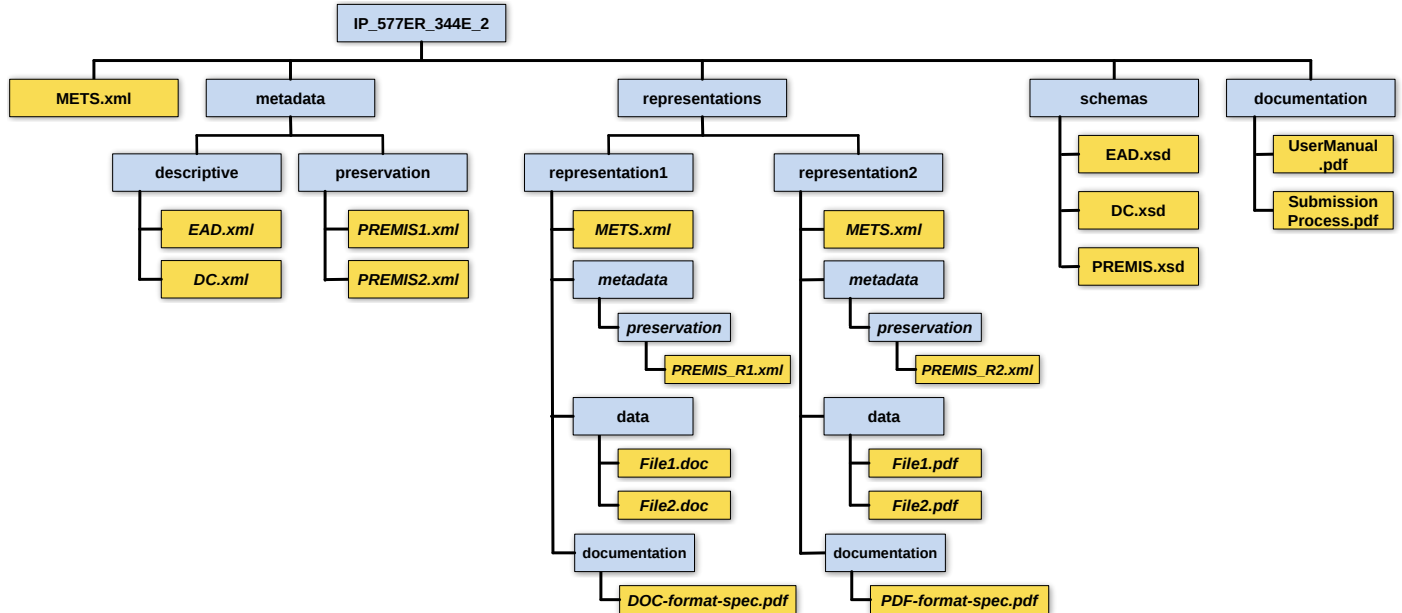 IP_577ER_344E_2
METS.xml
metadata
representations
schemas
documentation
descriptive
preservation
representation1
representation2
EAD.xsd
UserManual
.pdf
EAD.xml
PREMIS1.xml
METS.xml
METS.xml
DC.xsd
Submission
Process.pdf
DC.xml
PREMIS2.xml
metadata
metadata
PREMIS.xsd
preservation
preservation
PREMIS_R1.xml
PREMIS_R2.xml
data
data
File1.doc
File1.pdf
File2.doc
File2.pdf
documentation
documentation
DOC-format-spec.pdf
PDF-format-spec.pdf